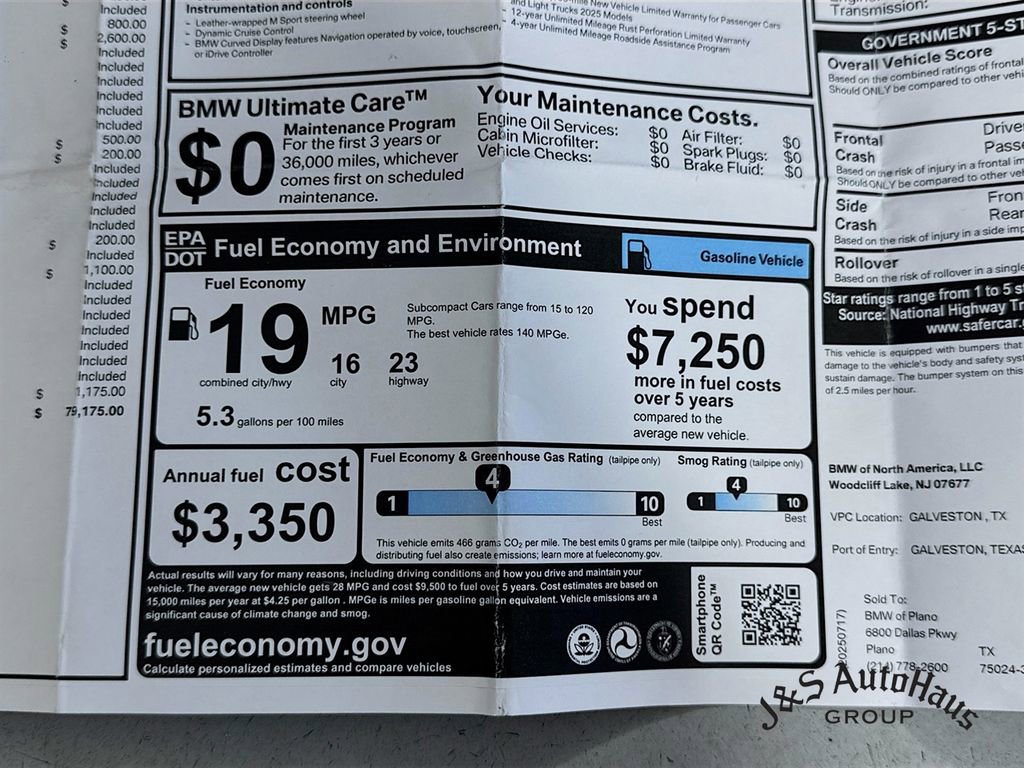 Included
$ 800.00
$ 2,600.00
Included
Included
Included
Included
Included
Included
$ 500.00
$ 200.00
Included
Included
Included
Included
Included
$ 200.00
Included
$ 1,100.00
Included
Included
Included
Included
Included
Included
Included
$ 1,175.00
$ 79,175.00
Instrumentation and controls
- Leather-wrapped M Sport steering wheel
- Dynamic Cruise Control
- BMW Curved Display features Navigation operated by voice, touchscreen,
or iDrive Controller
New Vehicle Limited Warranty for Passenger Cars
and Light Trucks 2025 Models
- 12-year Unlimited Mileage Rust Perforation Limited Warranty
- 4-year Unlimited Mileage Roadside Assistance Program
BMW Ultimate Care™
$0
Maintenance Program
For the first 3 years or
36,000 miles, whichever
comes first on scheduled
maintenance.
Your Maintenance Costs.
Engine Oil Services: $0 Air Filter: $0
Cabin Microfilter: $0 Spark Plugs: $0
Vehicle Checks: $0 Brake Fluid: $0
EPA
DOT
Fuel Economy and Environment
Gasoline Vehicle
Fuel Economy
19 MPG
combined city/hwy
16
city
23
highway
Subcompact Cars range from 15 to 120
MPG.
The best vehicle rates 140 MPGe.
5.3 gallons per 100 miles
You spend
$7,250
more in fuel costs
over 5 years
compared to the
average new vehicle.
Annual fuel cost
$3,350
Fuel Economy & Greenhouse Gas Rating (tailpipe only)
1 4 10
Best
Smog Rating (tailpipe only)
1 4 10
Best
This vehicle emits 466 grams CO2 per mile. The best emits 0 grams per mile (tailpipe only). Producing and
distributing fuel also create emissions; learn more at fueleconomy.gov.
Actual results will vary for many reasons, including driving conditions and how you drive and maintain your
vehicle. The average new vehicle gets 28 MPG and cost $9,500 to fuel over 5 years. Cost estimates are based on
15,000 miles per year at $4.25 per gallon . MPGe is miles per gasoline gallon equivalent. Vehicle emissions are a
significant cause of climate change and smog.
fueleconomy.gov
Calculate personalized estimates and compare vehicles
Smartphone
QR Code™
Transmission:
GOVERNMENT 5-ST
Overall Vehicle Score
Based on the combined ratings of frontal
Should ONLY be compared to other vehi
Frontal Drive
Crash Passe
Based on the risk of injury in a frontal im
Should ONLY be compared to other veh
Side Fron
Crash Rear
Based on the risk of injury in a side imp
Rollover
Based on the risk of rollover in a single
Star ratings range from 1 to 5 st
Source: National Highway Tr
www.safercar.
This vehicle is equipped with bumpers that
damage to the vehicle's body and safety syst
sustain damage. The bumper system on this
of 2.5 miles per hour.
BMW of North America, LLC
Woodcliff Lake, NJ 07677
VPC Location: GALVESTON , TX
Port of Entry: GALVESTON, TEXAS
20250717)
Sold To:
BMW of Plano
6800 Dallas Pkwy
Plano TX
(214) 778-2600 75024-
J&S AutoHaus
GROUP